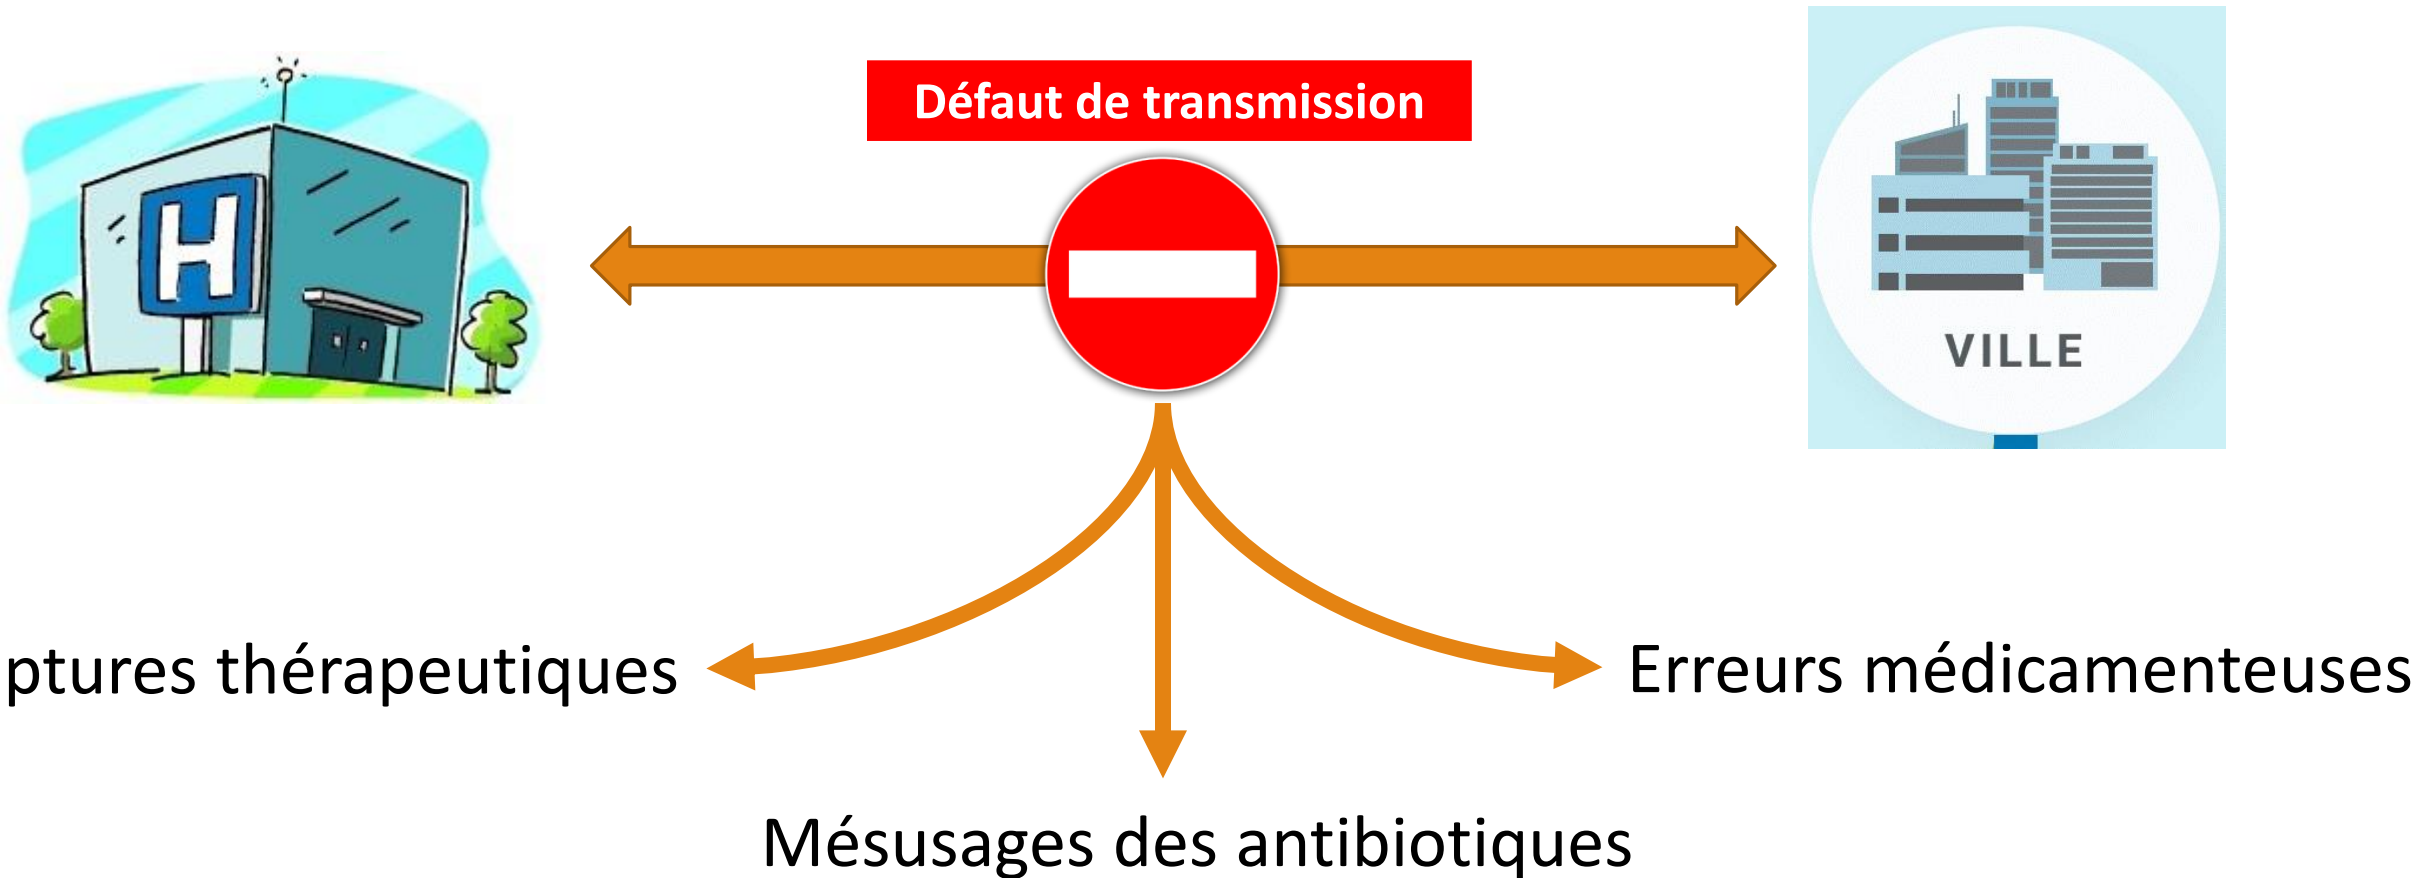 Défaut de transmission
H
VILLE
ptures thérapeutiques
Erreurs médicamenteuses
Mésusages des antibiotiques